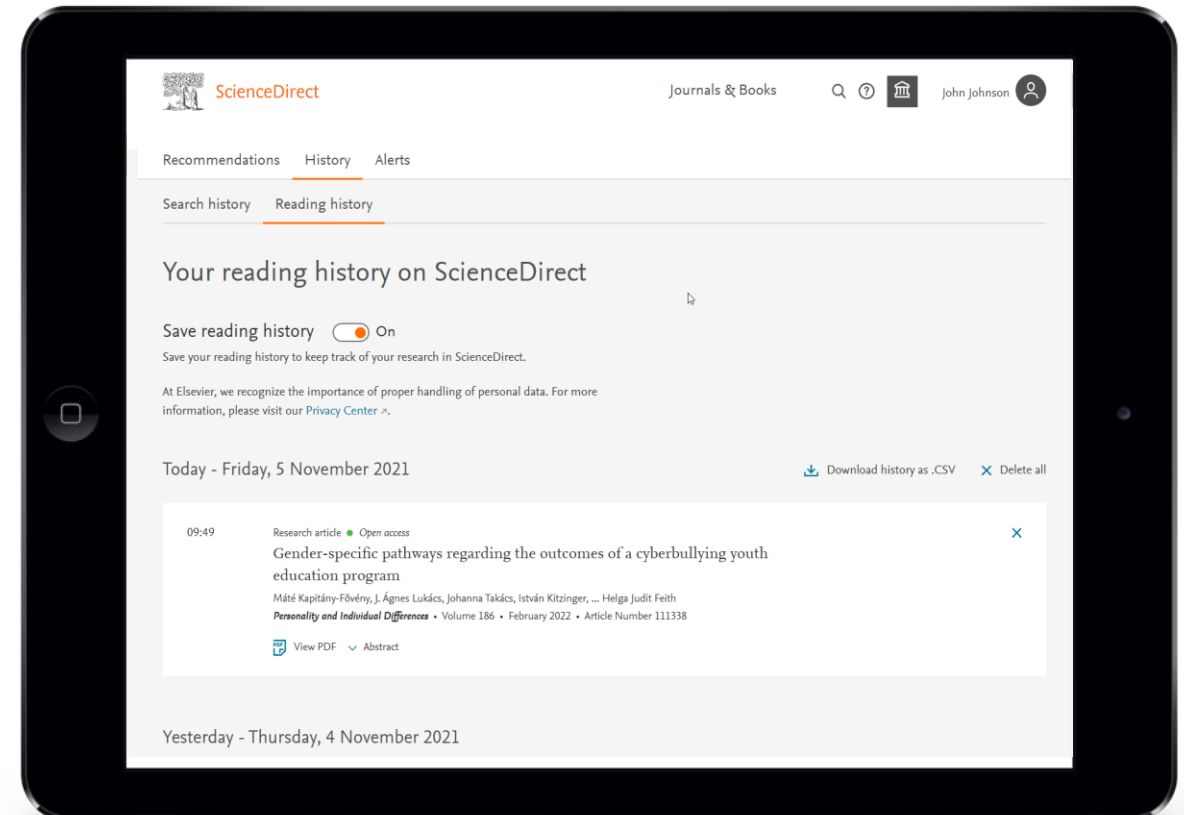 ScienceDirect
Journals & Books
John Johnson
Recommendations History Alerts
Search history Reading history
Your reading history on ScienceDirect
Save reading history On
Save your reading history to keep track of your research in ScienceDirect.
At Elsevier, we recognize the importance of proper handling of personal data. For more
information, please visit our Privacy Center ↗.
Today - Friday, 5 November 2021
Download history as .CSV
Delete all
09:49
Research article ● Open access
Gender-specific pathways regarding the outcomes of a cyberbullying youth
education program
Máté Kapitány-Fövény, J. Ágnes Lukács, Johanna Takács, István Kitzinger, ... Helga Judit Feith
Personality and Individual Differences • Volume 186 • February 2022 • Article Number 111338
PDF View PDF Abstract
Yesterday - Thursday, 4 November 2021